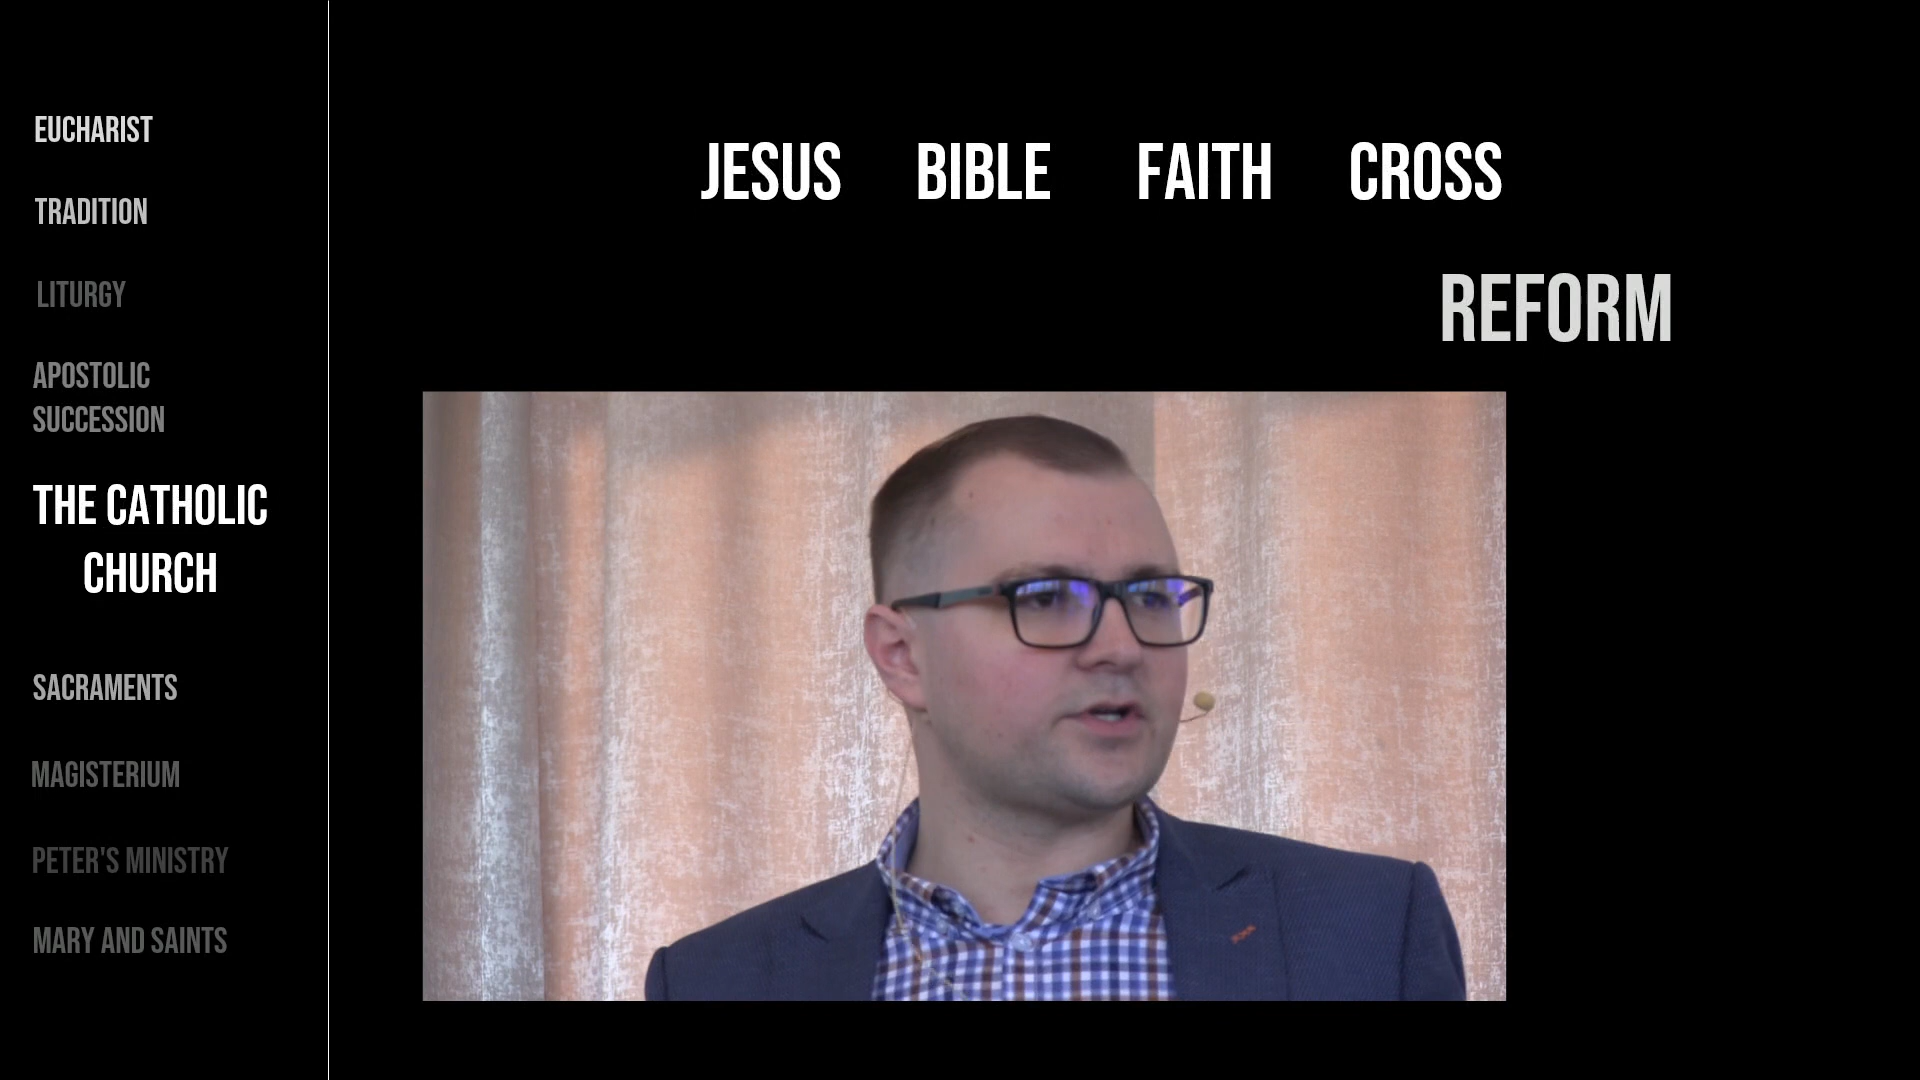 EUCHARIST
TRADITION
LITURGY
APOSTOLIC
SUCCESSION
THE CATHOLIC
CHURCH
SACRAMENTS
MAGISTERIUM
PETER'S MINISTRY
MARY AND SAINTS
JESUS BIBLE FAITH CROSS
REFORM